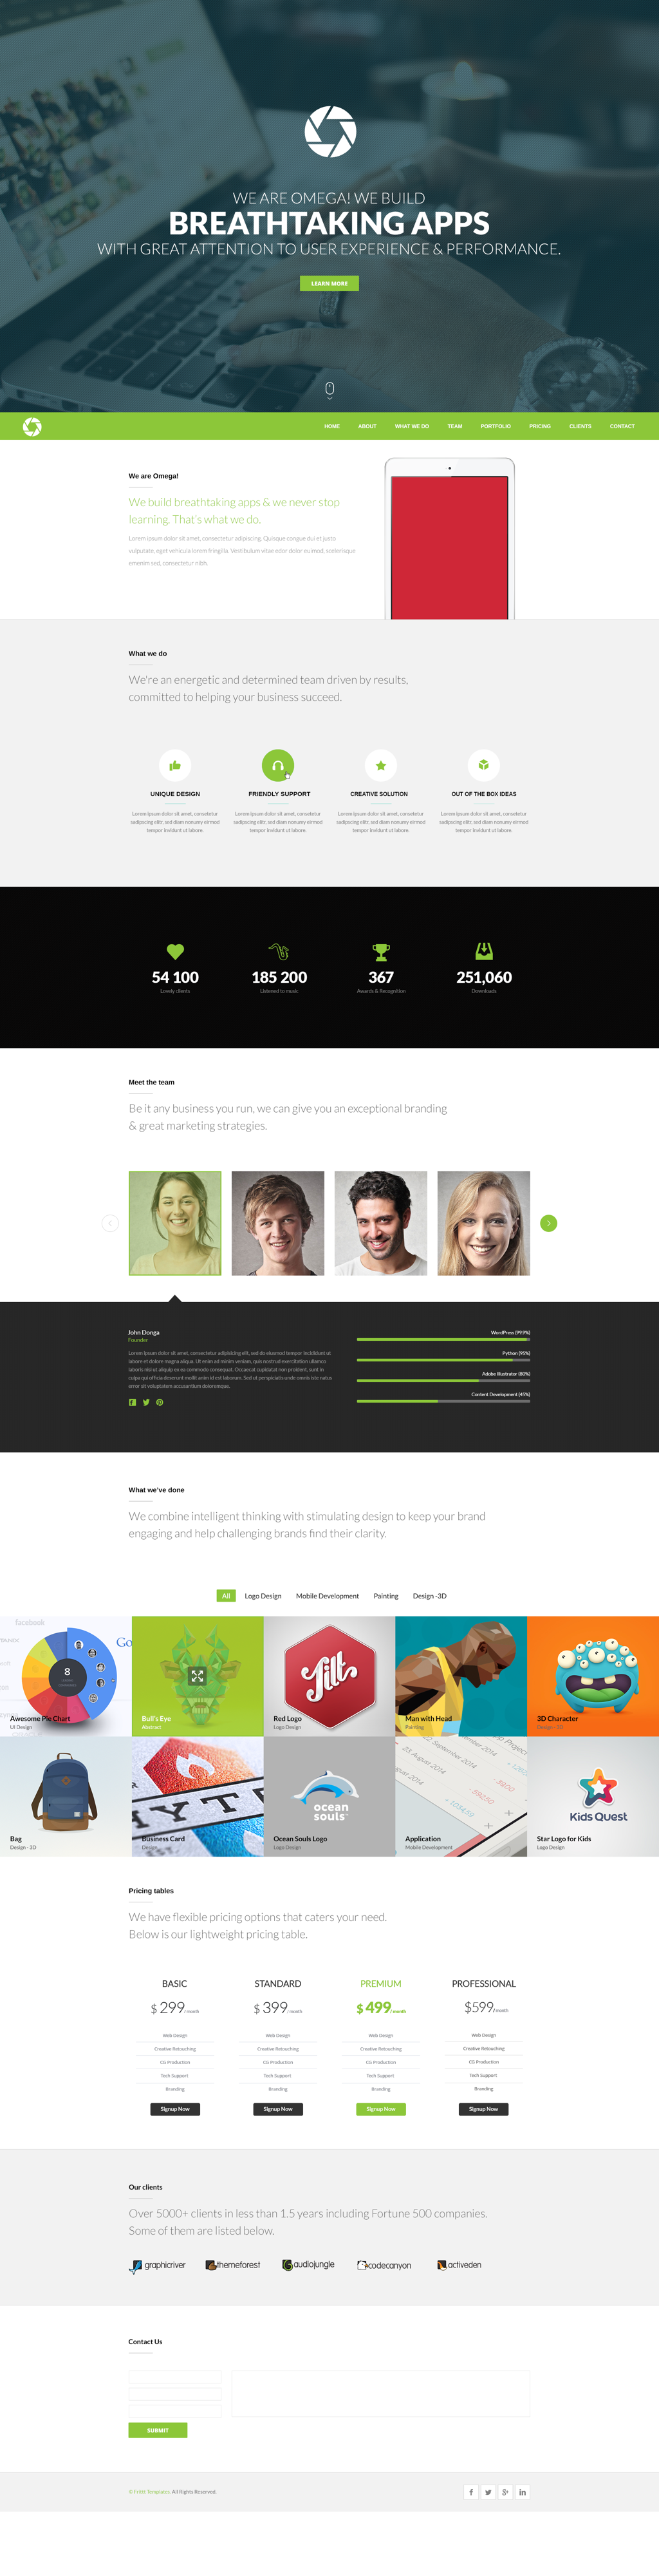 WE ARE OMEGA! WE BUILD
BREATHTAKING APPS
WITH GREAT ATTENTION TO USER EXPERIENCE & PERFORMANCE.
LEARN MORE
HOME ABOUT WHAT WE DO TEAM PORTFOLIO PRICING CLIENTS CONTACT
We are Omega!
We build breathtaking apps & we never stop
learning. That's what we do.
Lorem ipsum dolor sit amet, consectetur adipiscing. Quisque congue dui et justo
vulputate, eget vehicula lorem fringilla. Vestibulum vitae edor dolor euimod, scelerisque
emenim sed, consectetur nibh.
What we do
We're an energetic and determined team driven by results,
committed to helping your business succeed.
UNIQUE DESIGN
Lorem ipsum dolor sit amet, consectetur
sadipscing elitr, sed diam nonumy eirmod
tempor invidunt ut labore.
FRIENDLY SUPPORT
Lorem ipsum dolor sit amet, consectetur
sadipscing elitr, sed diam nonumy eirmod
tempor invidunt ut labore.
CREATIVE SOLUTION
Lorem ipsum dolor sit amet, consectetur
sadipscing elitr, sed diam nonumy eirmod
tempor invidunt ut labore.
OUT OF THE BOX IDEAS
Lorem ipsum dolor sit amet, consectetur
sadipscing elitr, sed diam nonumy eirmod
tempor invidunt ut labore.
54 100
Lovely clients
185 200
Listened to music
367
Awards & Recognition
251,060
Downloads
Meet the team
Be it any business you run, we can give you an exceptional branding
& great marketing strategies.
John Donga
Founder
Lorem ipsum dolor sit amet, consectetur adipisicing elit, sed do eiusmod tempor incididunt ut
labore et dolore magna aliqua. Ut enim ad minim veniam, quis nostrud exercitation ullamco
laboris nisi ut aliquip ex ea commodo consequat. Occaecat cupidatat non proident, sunt in
culpa qui officia deserunt mollit anim id est laborum. Sed ut perspiciatis unde omnis iste natus
error sit voluptatem accusantium doloremque.
WordPress (99.9%)
Python (95%)
Adobe Illustrator (80%)
Content Development (45%)
What we've done
We combine intelligent thinking with stimulating design to keep your brand
engaging and help challenging brands find their clarity.
All Logo Design Mobile Development Painting Design -3D
facebook
8
Awesome Pie Chart
UI Design
Bull's Eye
Abstract
Jilt
Red Logo
Logo Design
Man with Head
Painting
3D Character
Design -3D
Bag
Design - 3D
Business Card
Design
ocean
souls
Ocean Souls Logo
Logo Design
23, August 2014
Application
Mobile Development
Kids Quest
Star Logo for Kids
Logo Design
Pricing tables
We have flexible pricing options that caters your need.
Below is our lightweight pricing table.
BASIC
$ 299/ month
Web Design
Creative Retouching
CG Production
Tech Support
Branding
Signup Now
STANDARD
$ 399/ month
Web Design
Creative Retouching
CG Production
Tech Support
Branding
Signup Now
PREMIUM
$ 499/ month
Web Design
Creative Retouching
CG Production
Tech Support
Branding
Signup Now
PROFESSIONAL
$599/ month
Web Design
Creative Retouching
CG Production
Tech Support
Branding
Signup Now
Our clients
Over 5000+ clients in less than 1.5 years including Fortune 500 companies.
Some of them are listed below.
graphicriver themeforest audiojungle codecanyon activeden
Contact Us
SUBMIT
All Rights Reserved.